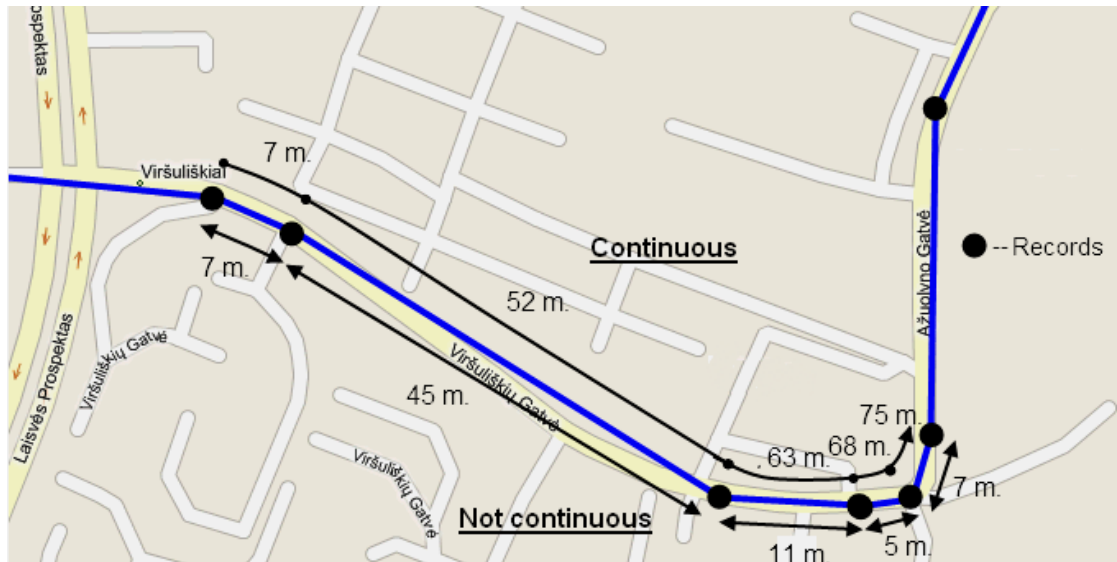 ospektas
Prospektas
Viršuliškiai
7 m.
Continuous
-- Records
7 m.
52 m.
Ažuolyno Gatvė
Viršuliškių Gatvė
45 m.
Viršuliškių Gatvė
Laisvės Prospektas
75 m.
68 m.
63 m.
Viršuliškių Gatvė
7 m.
Not continuous
11 m.
5 m.